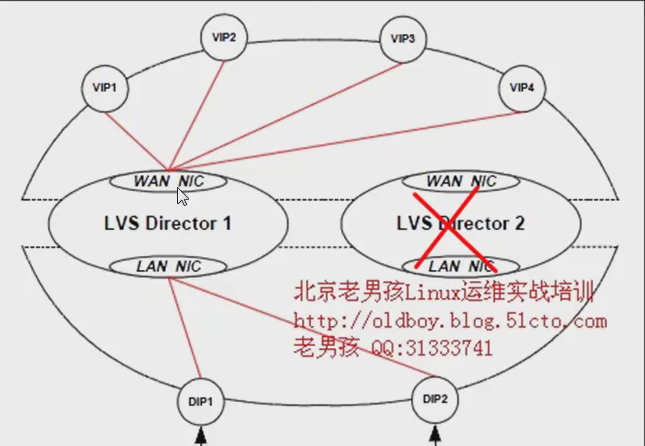 VIP2
VIP3
VIP1
VIP4
WAN NIC
WAN NIC
LVS Director 1
LVS Director 2
LAN NIC
LAN NIC
北京老男孩Linux运维实战培训
http://oldboy.blog.51cto.com
老男孩 QQ:31333741
DIP1
DIP2